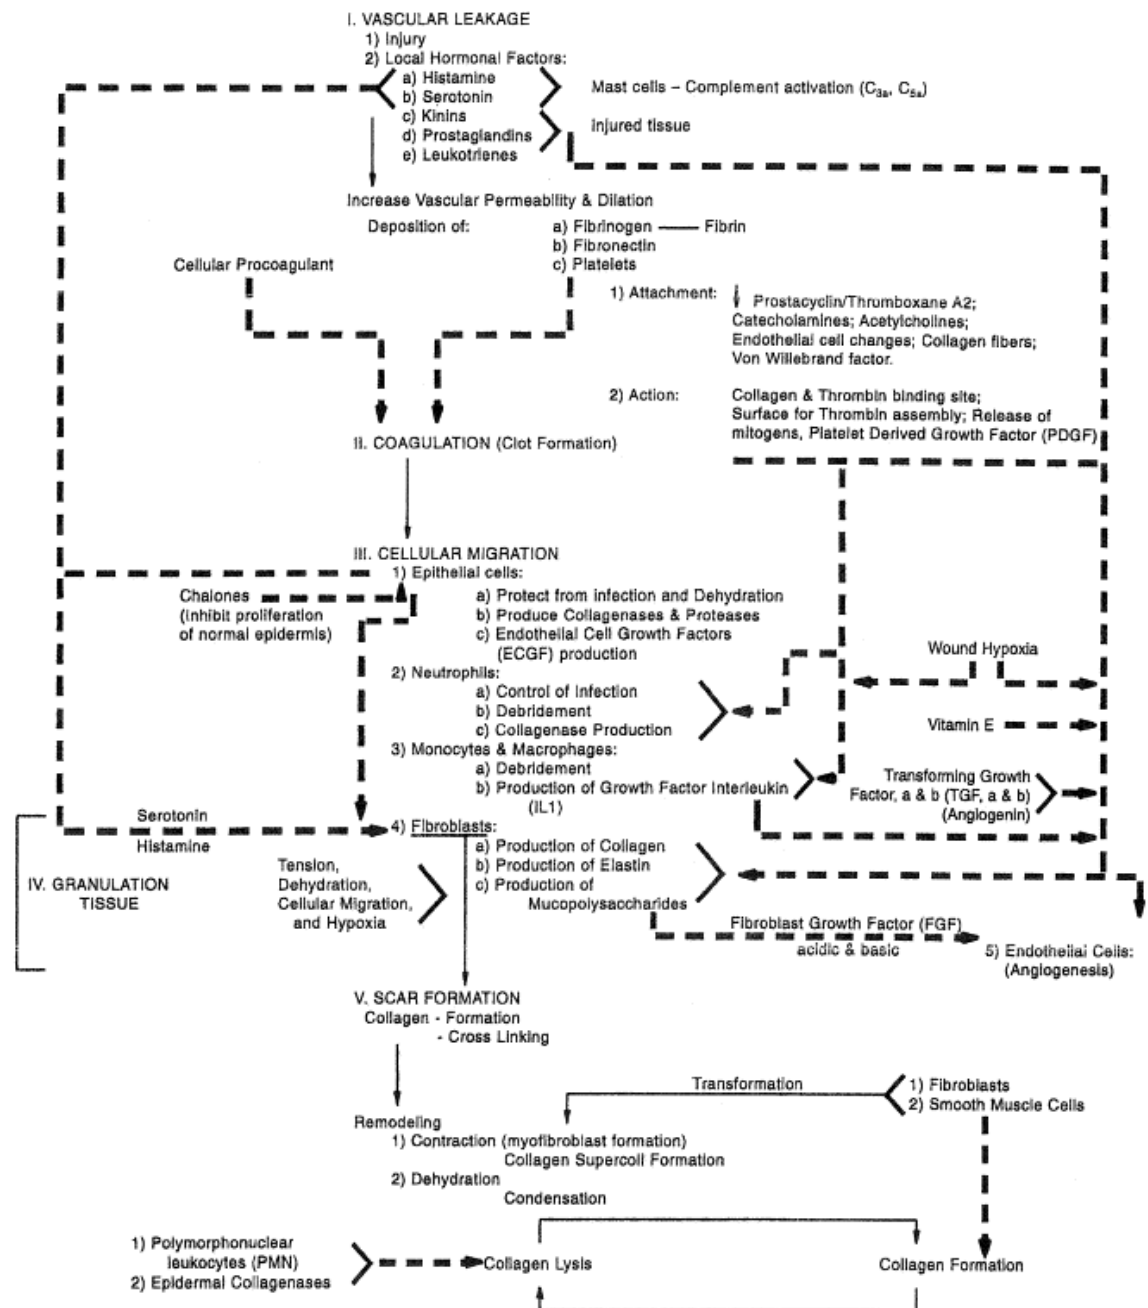 I. VASCULAR LEAKAGE
1) Injury
2) Local Hormonal Factors:
a) Histamine
b) Serotonin
c) Kinins
d) Prostaglandins
e) Leukotrienes
Mast cells – Complement activation (C3a, C5a)
Injured tissue
Increase Vascular Permeability & Dilation
Deposition of:
a) Fibrinogen —— Fibrin
b) Fibronectin
c) Platelets
Cellular Procoagulant
1) Attachment:
↓ Prostacyclin/Thromboxane A2;
Catecholamines; Acetylcholines;
Endothelial cell changes; Collagen fibers;
Von Willebrand factor.
2) Action:
Collagen & Thrombin binding site;
Surface for Thrombin assembly; Release of
mitogens, Platelet Derived Growth Factor (PDGF)
II. COAGULATION (Clot Formation)
III. CELLULAR MIGRATION
1) Epithelial cells:
a) Protect from infection and Dehydration
b) Produce Collagenases & Proteases
c) Endothelial Cell Growth Factors
(ECGF) production
Chalones
(Inhibit proliferation
of normal epidermis)
2) Neutrophils:
a) Control of Infection
b) Debridement
c) Collagenase Production
Wound Hypoxia
Vitamin E
3) Monocytes & Macrophages:
a) Debridement
b) Production of Growth Factor Interleukin
(IL1)
Transforming Growth
Factor, a & b (TGF, a & b)
(Angiogenin)
Serotonin
Histamine
4) Fibroblasts:
a) Production of Collagen
b) Production of Elastin
c) Production of
Mucopolysaccharides
IV. GRANULATION
TISSUE
Tension,
Dehydration,
Cellular Migration,
and Hypoxia
Fibroblast Growth Factor (FGF)
acidic & basic
5) Endothelial Cells:
(Angiogenesis)
V. SCAR FORMATION
Collagen - Formation
- Cross Linking
Transformation
1) Fibroblasts
2) Smooth Muscle Cells
Remodeling
1) Contraction (myofibroblast formation)
Collagen Supercoil Formation
2) Dehydration
Condensation
1) Polymorphonuclear
leukocytes (PMN)
2) Epidermal Collagenases
Collagen Lysis
Collagen Formation